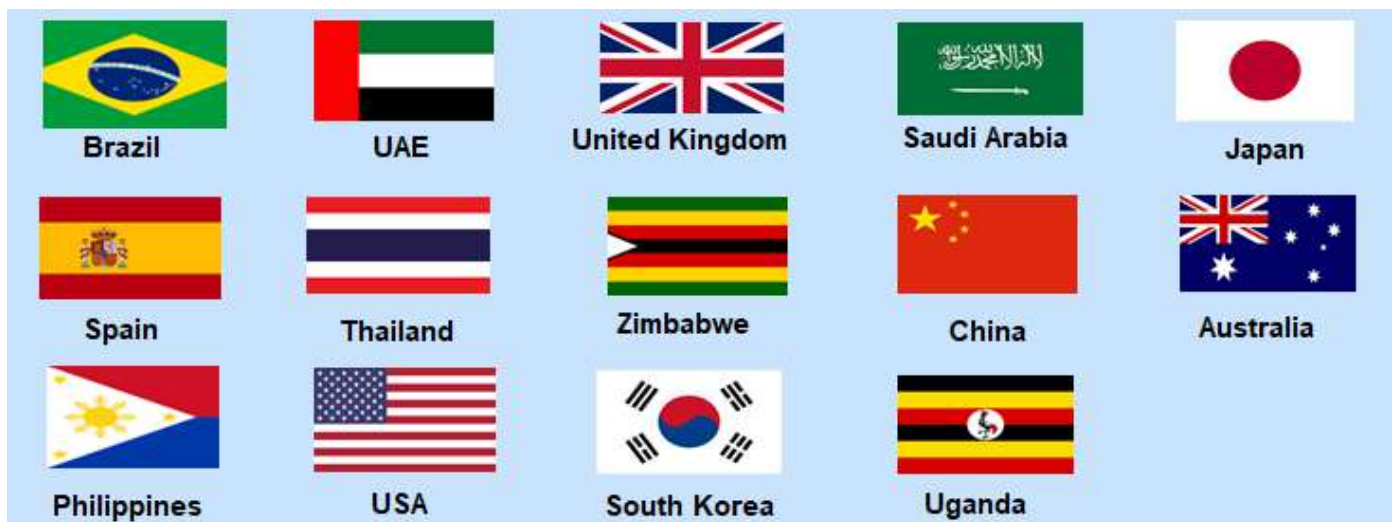 Brazil
UAE
United Kingdom
Saudi Arabia
Japan
Spain
Thailand
Zimbabwe
China
Australia
Philippines
USA
South Korea
Uganda